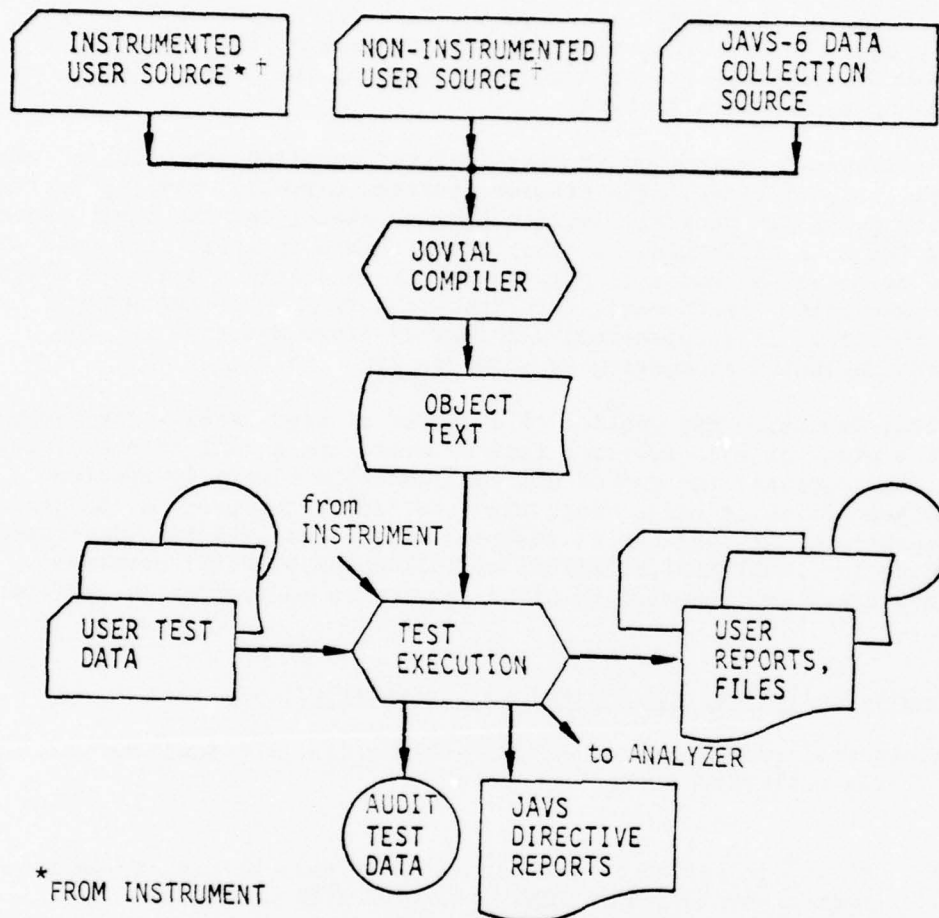 INSTRUMENTED
USER SOURCE* †
NON-INSTRUMENTED
USER SOURCE†
JAVS-6 DATA
COLLECTION
SOURCE
JOVIAL
COMPILER
OBJECT
TEXT
from
INSTRUMENT
USER TEST
DATA
TEST
EXECUTION
USER
REPORTS,
FILES
to ANALYZER
AUDIT
TEST
DATA
JAVS
DIRECTIVE
REPORTS
*FROM INSTRUMENT